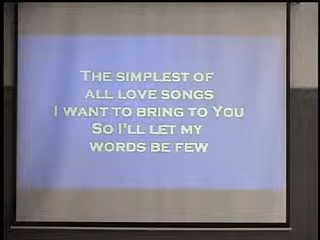 THE SIMPLEST OF
ALL LOVE SONGS
I WANT TO BRING TO YOU
SO I'LL LET MY
WORDS BE FEW